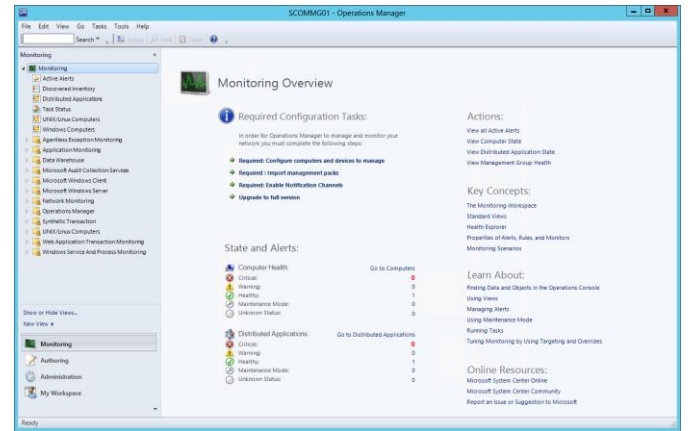 SCOMMG01 - Operations Manager
File Edit View Go Tasks Tools Help
Search
Monitoring
Monitoring
Active Alerts
Discovered Inventory
Distributed Applications
Task Status
UNIX/Linux Computers
Windows Computers
Agentless Exception Monitoring
Application Monitoring
Data Warehouse
Microsoft Audit Collection Services
Microsoft Windows Client
Microsoft Windows Server
Network Monitoring
Operations Manager
Synthetic Transaction
UNIX/Linux Computers
Web Application Transaction Monitoring
Windows Service And Process Monitoring
Show or Hide Views...
New View
Monitoring
Authoring
Administration
My Workspace
Ready
Monitoring Overview
Required Configuration Tasks:
In order for Operations Manager to manage and monitor your
network you must complete the following steps:
Required: Configure computers and devices to manage
Required : Import management packs
Required: Enable Notification Channels
Upgrade to full version
State and Alerts:
Computer Health: Go to Computers
Critical: 0
Warning: 0
Healthy: 1
Maintenance Mode: 0
Unknown Status: 0
Distributed Applications: Go to Distributed Applications
Critical: 0
Warning: 0
Healthy: 1
Maintenance Mode: 0
Unknown Status: 0
Actions:
View all Active Alerts
View Computer State
View Distributed Application State
View Management Group Health
Key Concepts:
The Monitoring Workspace
Standard Views
Health Explorer
Properties of Alerts, Rules, and Monitors
Monitoring Scenarios
Learn About:
Finding Data and Objects in the Operations Console
Using Views
Managing Alerts
Using Maintenance Mode
Running Tasks
Tuning Monitoring by Using Targeting and Overrides
Online Resources:
Microsoft System Center Online
Microsoft System Center Community
Report an Issue or Suggestion to Microsoft